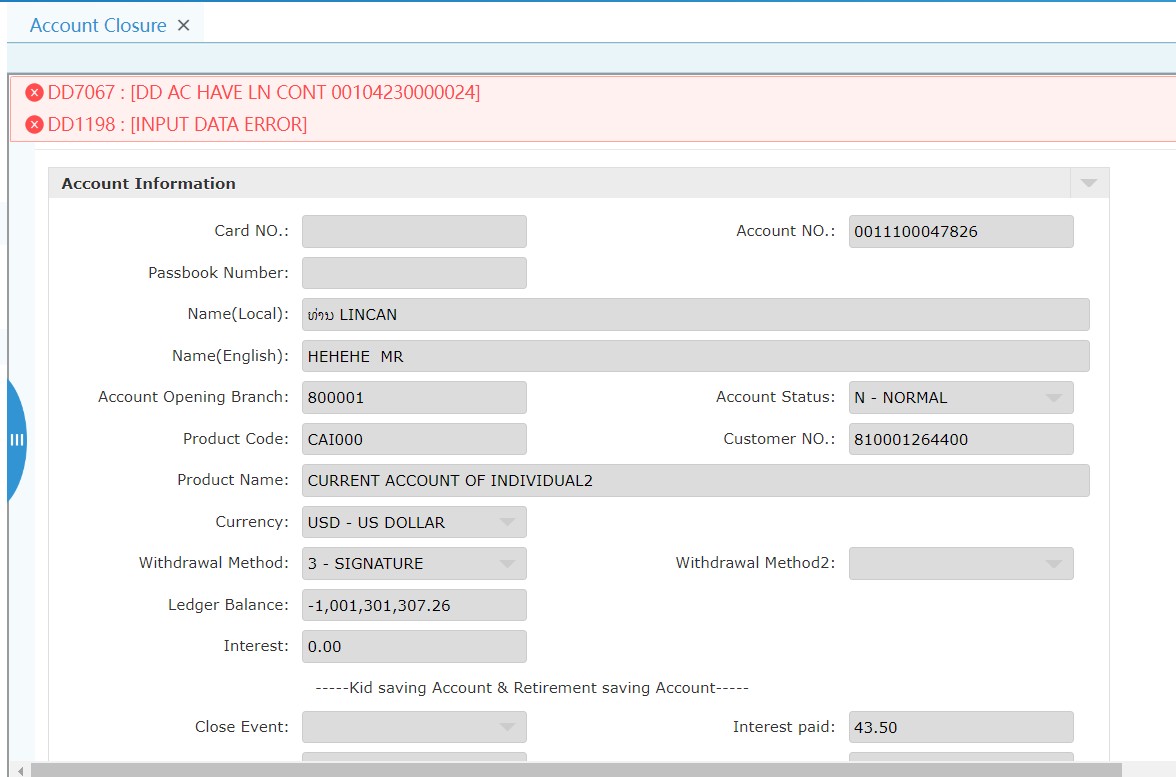 Account Closure ×
DD7067 : [DD AC HAVE LN CONT 00104230000024]
DD1198 : [INPUT DATA ERROR]
Account Information
Card NO.: Account NO.: 0011100047826
Passbook Number:
Name(Local): ທ່ານ LINCAN
Name(English): HEHEHE  MR
Account Opening Branch: 800001 Account Status: N - NORMAL
Product Code: CAI000 Customer NO.: 810001264400
Product Name: CURRENT ACCOUNT OF INDIVIDUAL2
Currency: USD - US DOLLAR
Withdrawal Method: 3 - SIGNATURE Withdrawal Method2:
Ledger Balance: -1,001,301,307.26
Interest: 0.00
-----Kid saving Account & Retirement saving Account-----
Close Event: Interest paid: 43.50